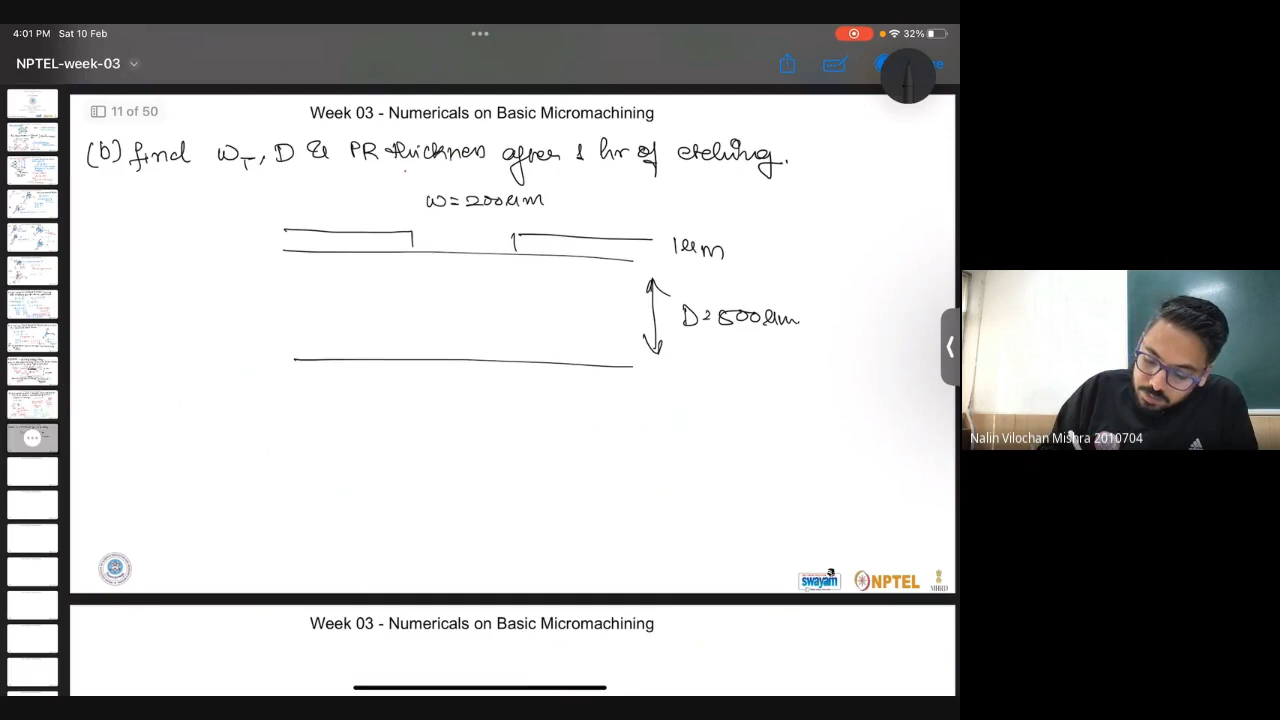 4:01 PM Sat 10 Feb
32%
NPTEL-week-03
11 of 50
Week 03 - Numericals on Basic Micromachining
(b) find W_T, D & PR thickness after 1 hr of etching.
W = 200 μm
1 μm
D = 500 μm
Nalin Vilochan Mishra 2010704
swayam
NPTEL
MHRD
Week 03 - Numericals on Basic Micromachining